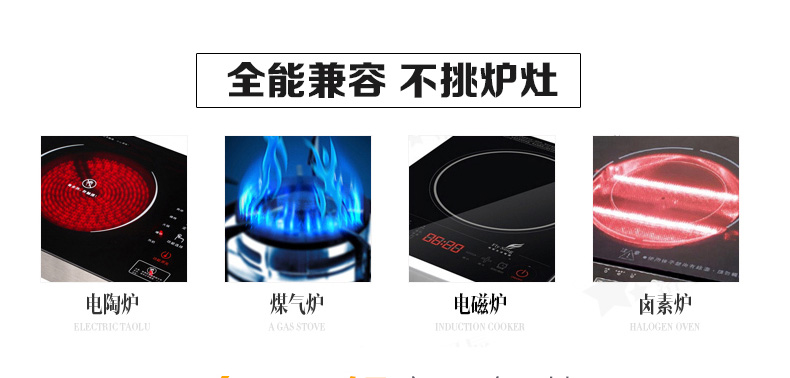 全能兼容 不挑炉灶
电陶炉
ELECTRIC TAOLU
煤气炉
A GAS STOVE
电磁炉
INDUCTION COOKER
卤素炉
HALOGEN OVEN